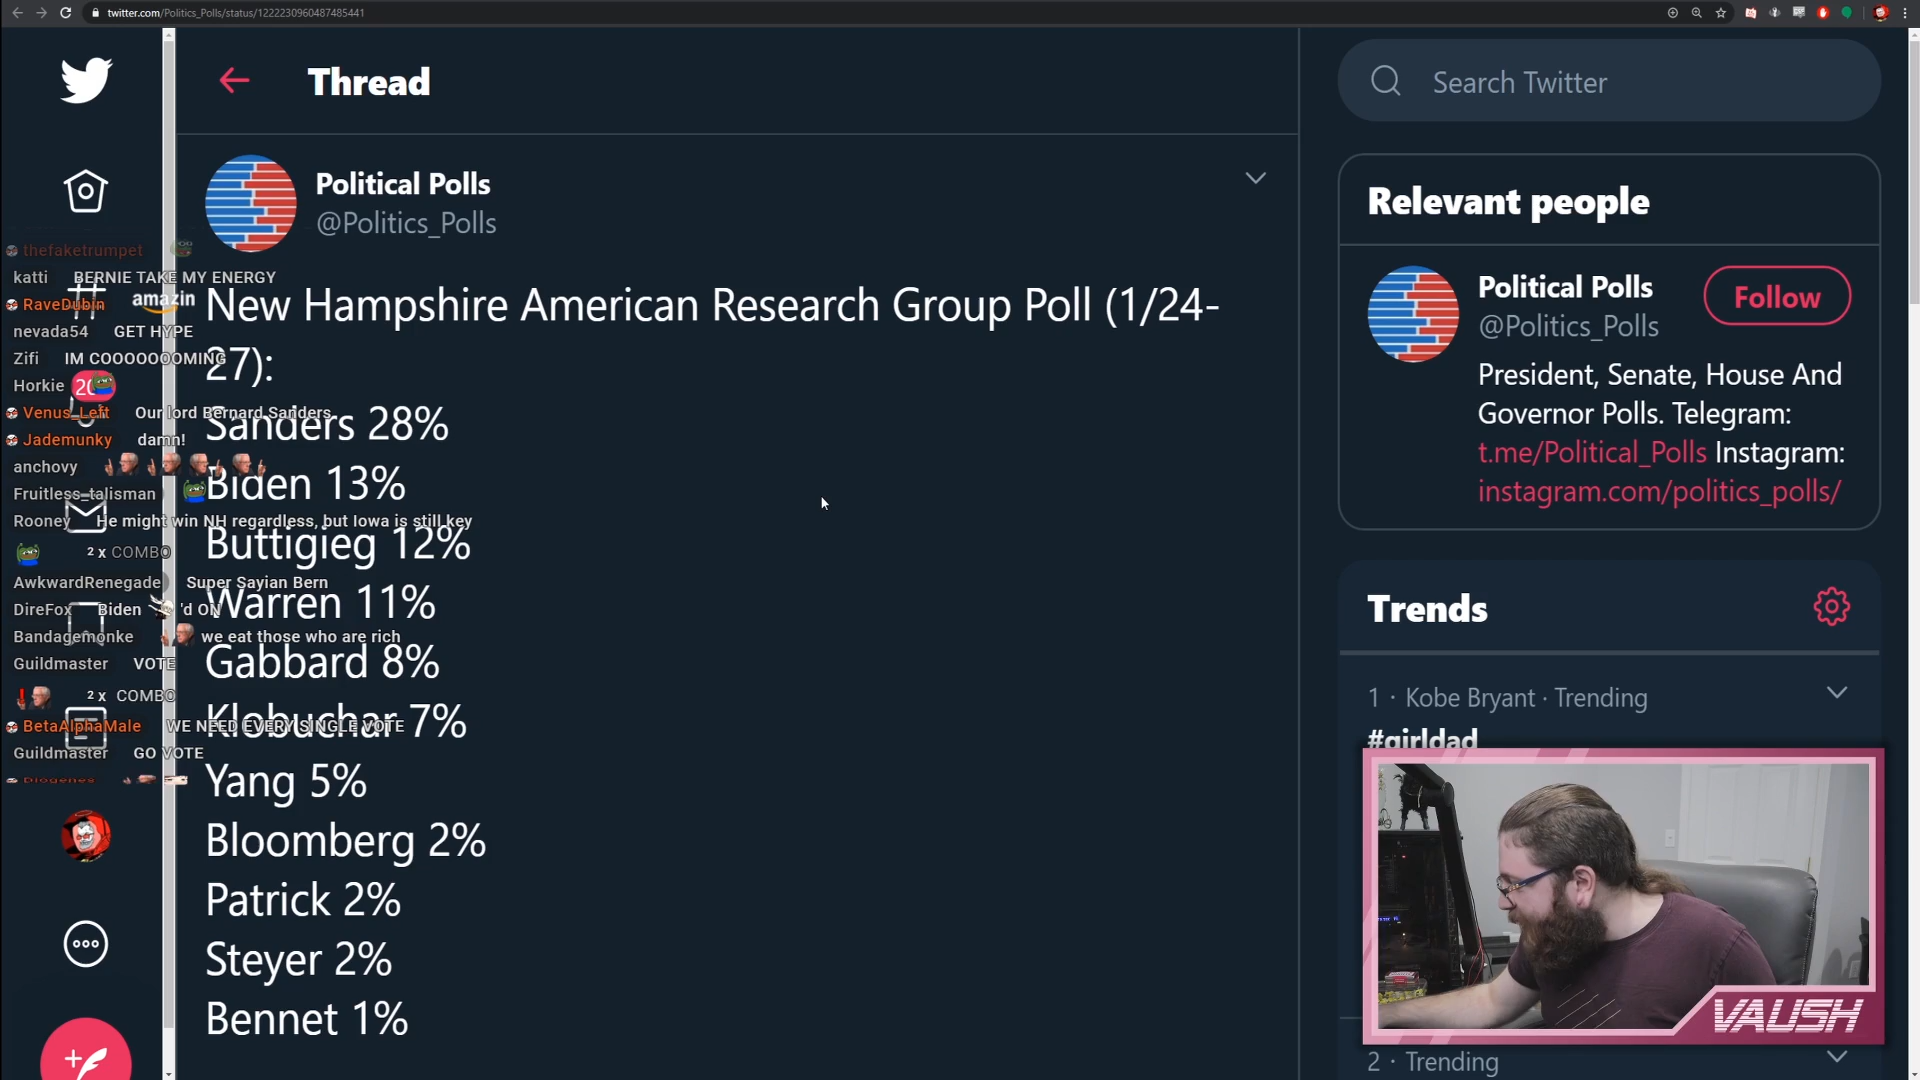 twitter.com/Politics_Polls/status/1222230960487485441
Thread
Political Polls
@Politics_Polls
New Hampshire American Research Group Poll (1/24-
27):
Sanders 28%
Biden 13%
Buttigieg 12%
Warren 11%
Gabbard 8%
Klobuchar 7%
Yang 5%
Bloomberg 2%
Patrick 2%
Steyer 2%
Bennet 1%
thefaketrumpet
katti BERNIE TAKE MY ENERGY
RaveDubin amazin
nevada54 GET HYPE
Zifi IM COOOOOOOMING
Horkie
Venus_Left Our lord Bernard Sanders
Jademunky damn!
anchovy
Fruitless_talisman
Rooney He might win NH regardless, but Iowa is still key
2 x COMBO
AwkwardRenegade Super Sayian Bern
DireFox Biden 'd ON
Bandagemonke we eat those who are rich
Guildmaster VOTE
2 x COMBO
BetaAlphaMale WE NEED EVERY SINGLE VOTE
Guildmaster GO VOTE
Search Twitter
Relevant people
Political Polls
@Politics_Polls
Follow
President, Senate, House And
Governor Polls. Telegram:
t.me/Political_Polls Instagram:
instagram.com/politics_polls/
Trends
1 · Kobe Bryant · Trending
#girldad
VAUSH
2 · Trending